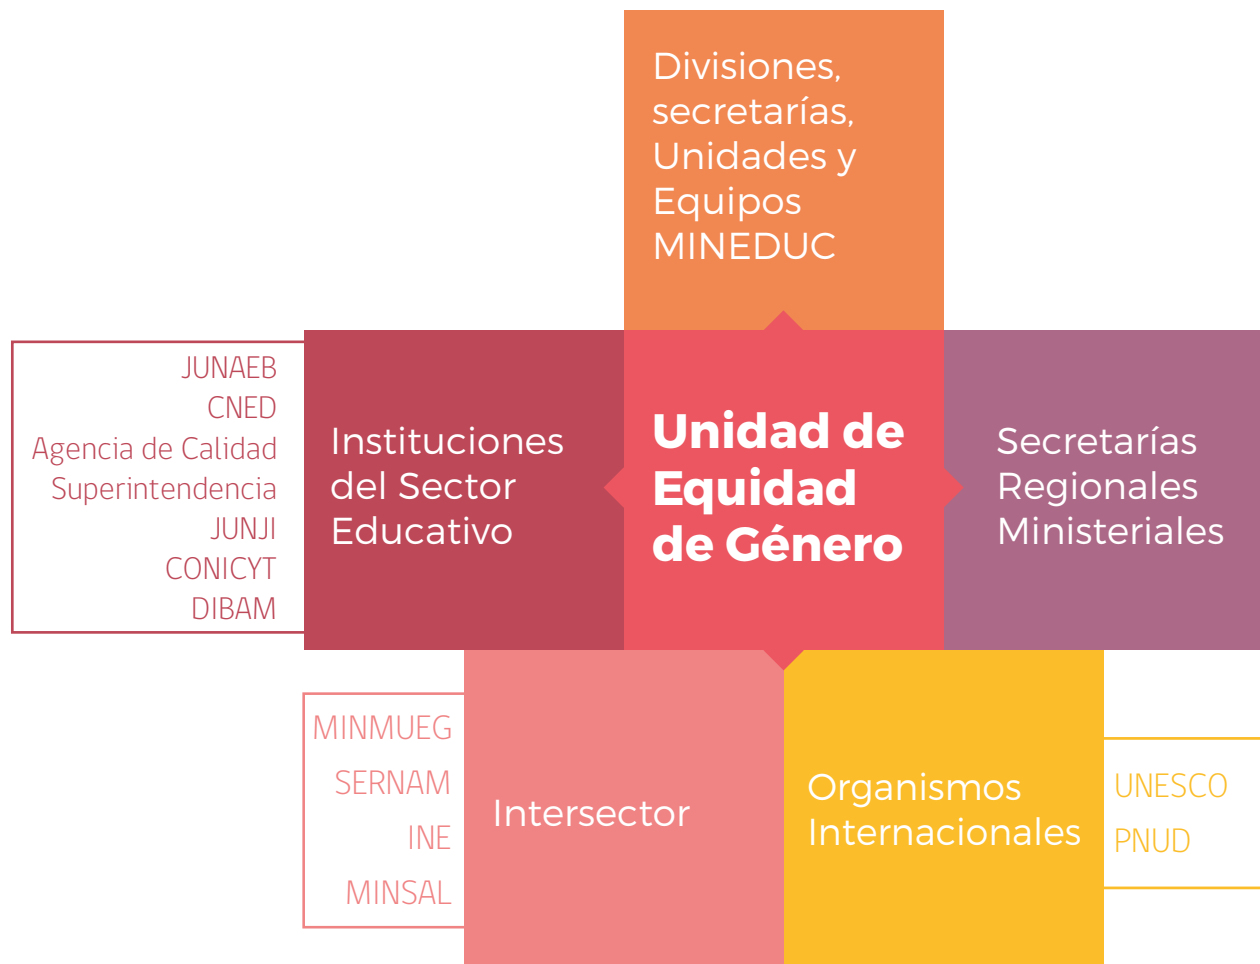 Divisiones,
secretarías,
Unidades y
Equipos
MINEDUC
JUNAEB
CNED
Agencia de Calidad
Superintendencia
JUNJI
CONICYT
DIBAM
Instituciones
del Sector
Educativo
Unidad de
Equidad
de Género
Secretarías
Regionales
Ministeriales
MINMUEG
SERNAM
INE
MINSAL
Intersector
Organismos
Internacionales
UNESCO
PNUD